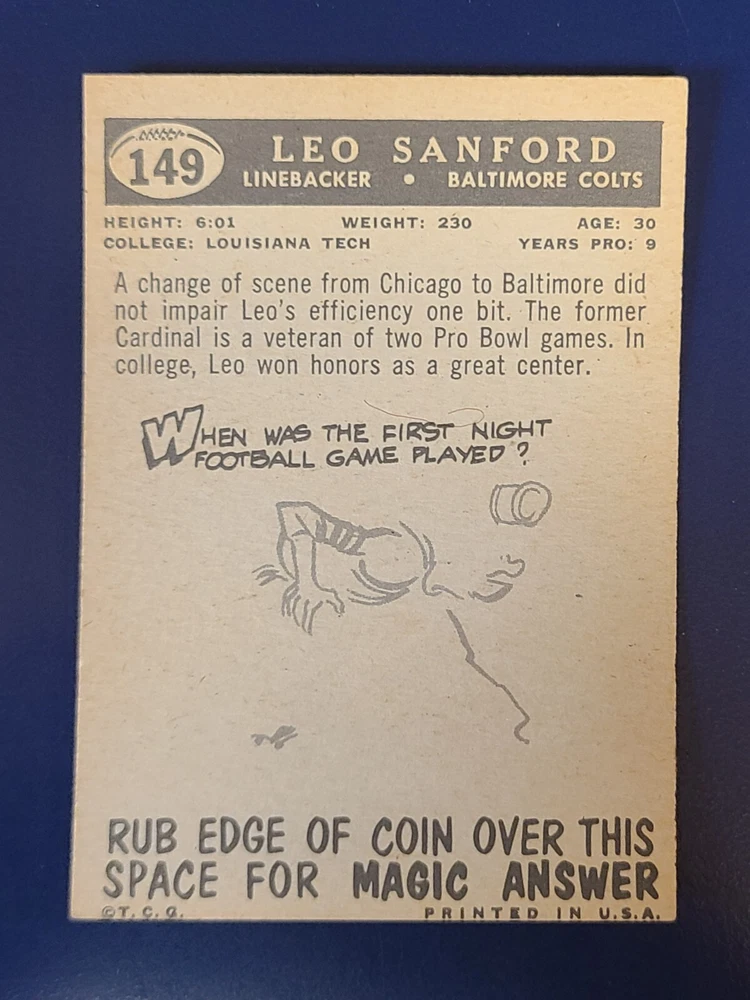 149
LEO SANFORD
LINEBACKER • BALTIMORE COLTS
HEIGHT: 6:01 WEIGHT: 230 AGE: 30
COLLEGE: LOUISIANA TECH YEARS PRO: 9
A change of scene from Chicago to Baltimore did
not impair Leo's efficiency one bit. The former
Cardinal is a veteran of two Pro Bowl games. In
college, Leo won honors as a great center.
WHEN WAS THE FIRST NIGHT
FOOTBALL GAME PLAYED?
RUB EDGE OF COIN OVER THIS
SPACE FOR MAGIC ANSWER
©T.C.G. PRINTED IN U.S.A.